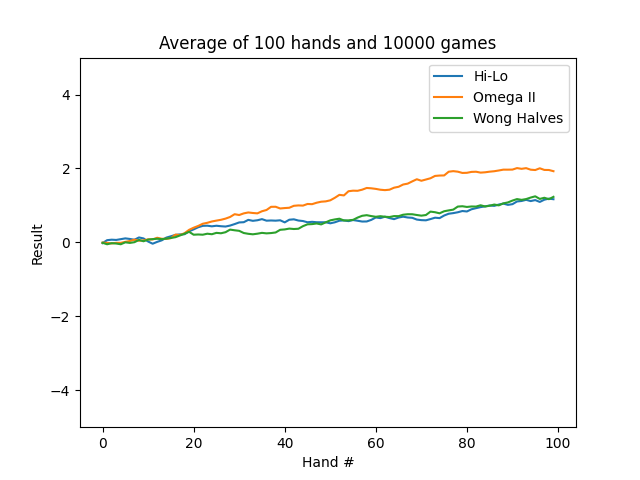 Average of 100 hands and 10000 games
Hi-Lo
Omega II
Wong Halves
4
2
0
−2
−4
Result
0 20 40 60 80 100
Hand #